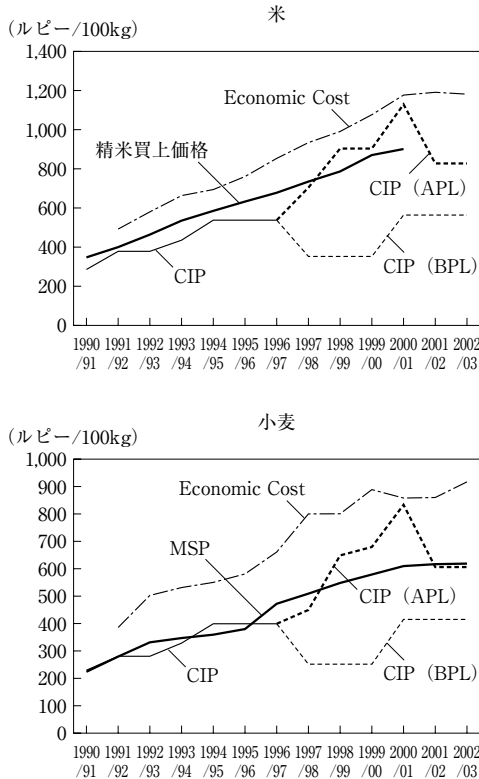 米
(ルピー/100kg)
1,400
1,200
1,000
800
600
400
200
0
Economic Cost
精米買上価格
CIP (APL)
CIP
CIP (BPL)
1990 1991 1992 1993 1994 1995 1996 1997 1998 1999 2000 2001 2002
/91 /92 /93 /94 /95 /96 /97 /98 /99 /00 /01 /02 /03
小麦
(ルピー/100kg)
1,000
900
800
700
600
500
400
300
200
100
0
Economic Cost
MSP
CIP (APL)
CIP
CIP (BPL)
1990 1991 1992 1993 1994 1995 1996 1997 1998 1999 2000 2001 2002
/91 /92 /93 /94 /95 /96 /97 /98 /99 /00 /01 /02 /03